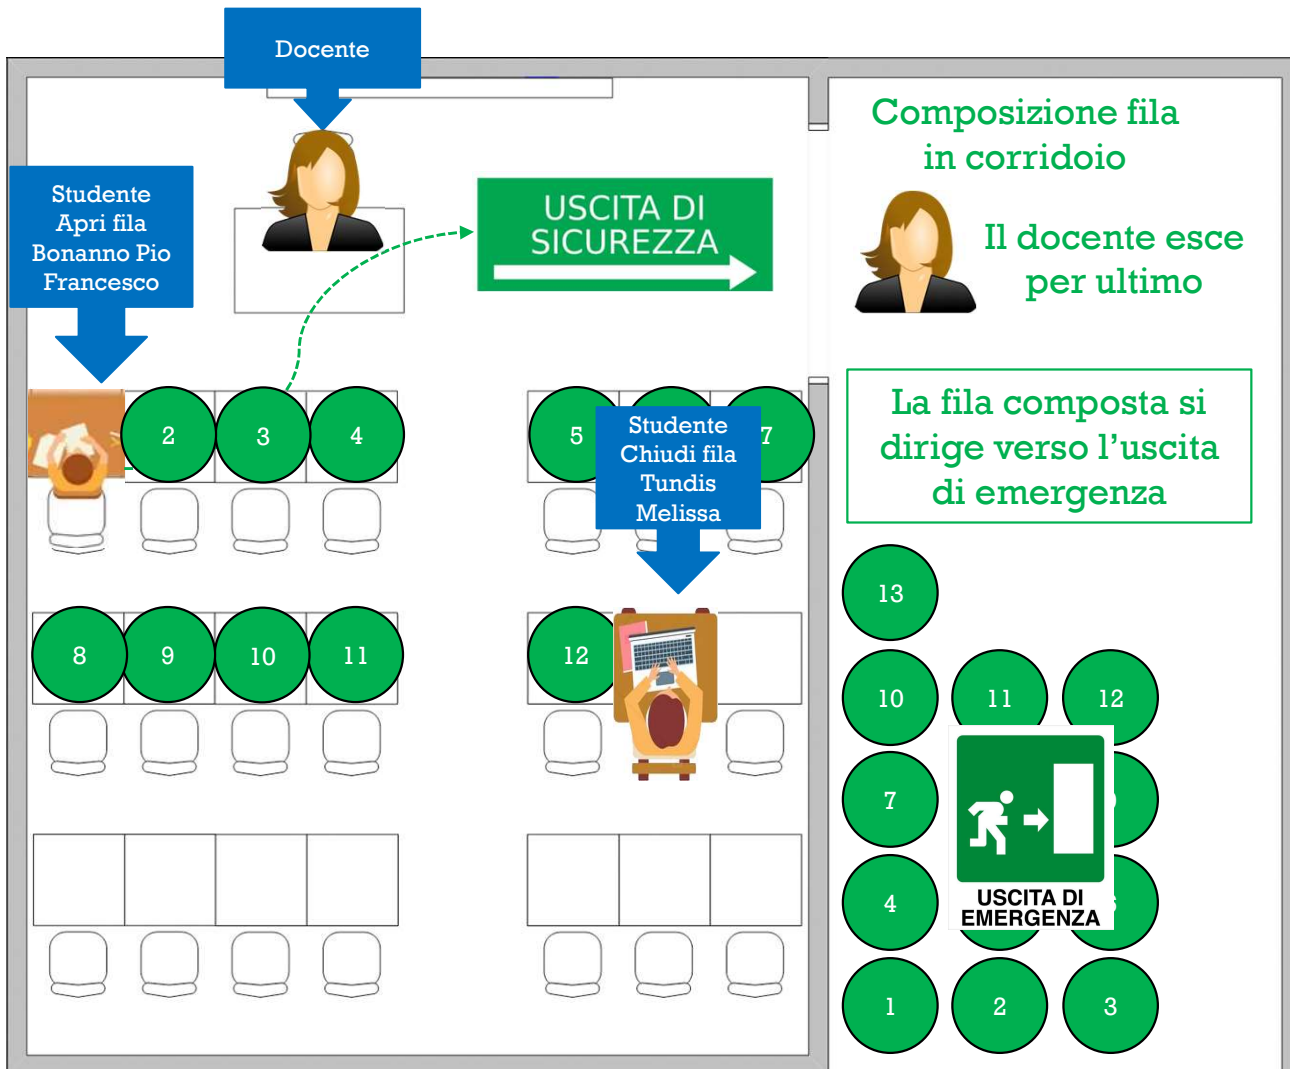 Docente
Studente
Apri fila
Bonanno Pio
Francesco
USCITA DI
SICUREZZA
Composizione fila
in corridoio
Il docente esce
per ultimo
La fila composta si
dirige verso l'uscita
di emergenza
2
3
4
5
7
Studente
Chiudi fila
Tundis
Melissa
8
9
10
11
12
13
10
11
12
7
4
USCITA DI
EMERGENZA
1
2
3